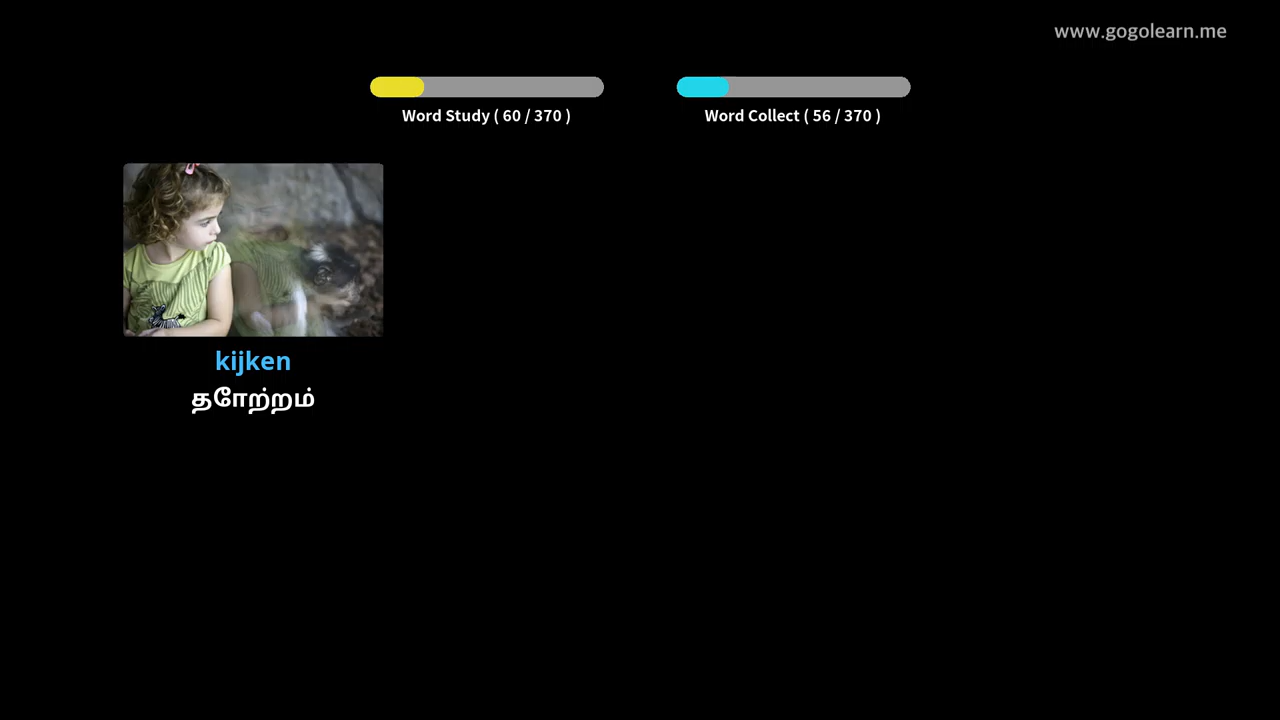 www.gogolearn.me
Word Study ( 60 / 370 )
Word Collect ( 56 / 370 )
kijken
தோற்றம்